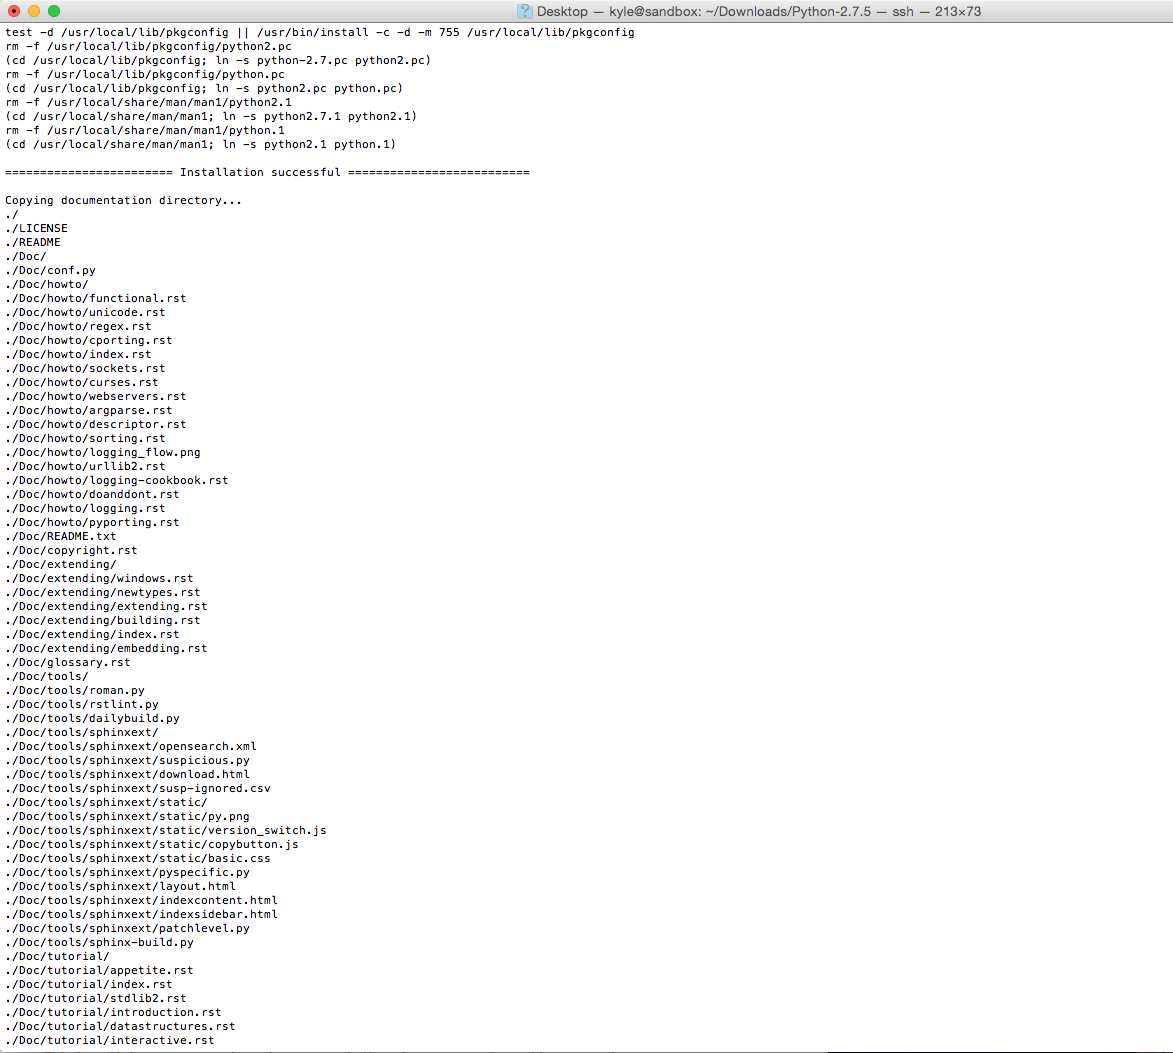 Desktop — kyle@sandbox: ~/Downloads/Python-2.7.5 — ssh — 213×73
test -d /usr/local/lib/pkgconfig || /usr/bin/install -c -d -m 755 /usr/local/lib/pkgconfig
rm -f /usr/local/lib/pkgconfig/python2.pc
(cd /usr/local/lib/pkgconfig; ln -s python-2.7.pc python2.pc)
rm -f /usr/local/lib/pkgconfig/python.pc
(cd /usr/local/lib/pkgconfig; ln -s python2.pc python.pc)
rm -f /usr/local/share/man/man1/python2.1
(cd /usr/local/share/man/man1; ln -s python2.7.1 python2.1)
rm -f /usr/local/share/man/man1/python.1
(cd /usr/local/share/man/man1; ln -s python2.1 python.1)
======================== Installation successful ==========================
Copying documentation directory...
./
./LICENSE
./README
./Doc/
./Doc/conf.py
./Doc/howto/
./Doc/howto/functional.rst
./Doc/howto/unicode.rst
./Doc/howto/regex.rst
./Doc/howto/cporting.rst
./Doc/howto/index.rst
./Doc/howto/sockets.rst
./Doc/howto/curses.rst
./Doc/howto/webservers.rst
./Doc/howto/argparse.rst
./Doc/howto/descriptor.rst
./Doc/howto/sorting.rst
./Doc/howto/logging_flow.png
./Doc/howto/urllib2.rst
./Doc/howto/logging-cookbook.rst
./Doc/howto/doanddont.rst
./Doc/howto/logging.rst
./Doc/howto/pyporting.rst
./Doc/README.txt
./Doc/copyright.rst
./Doc/extending/
./Doc/extending/windows.rst
./Doc/extending/newtypes.rst
./Doc/extending/extending.rst
./Doc/extending/building.rst
./Doc/extending/index.rst
./Doc/extending/embedding.rst
./Doc/glossary.rst
./Doc/tools/
./Doc/tools/roman.py
./Doc/tools/rstlint.py
./Doc/tools/dailybuild.py
./Doc/tools/sphinxext/
./Doc/tools/sphinxext/opensearch.xml
./Doc/tools/sphinxext/suspicious.py
./Doc/tools/sphinxext/download.html
./Doc/tools/sphinxext/susp-ignored.csv
./Doc/tools/sphinxext/static/
./Doc/tools/sphinxext/static/py.png
./Doc/tools/sphinxext/static/version_switch.js
./Doc/tools/sphinxext/static/copybutton.js
./Doc/tools/sphinxext/static/basic.css
./Doc/tools/sphinxext/pyspecific.py
./Doc/tools/sphinxext/layout.html
./Doc/tools/sphinxext/indexcontent.html
./Doc/tools/sphinxext/indexsidebar.html
./Doc/tools/sphinxext/patchlevel.py
./Doc/tools/sphinx-build.py
./Doc/tutorial/
./Doc/tutorial/appetite.rst
./Doc/tutorial/index.rst
./Doc/tutorial/stdlib2.rst
./Doc/tutorial/introduction.rst
./Doc/tutorial/datastructures.rst
./Doc/tutorial/interactive.rst